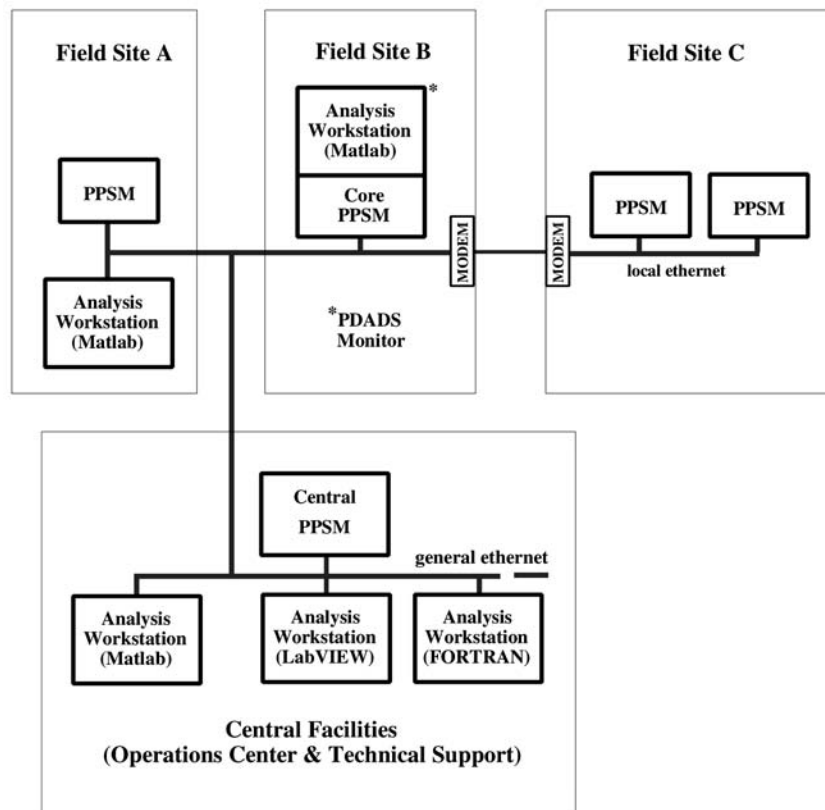 Field Site A
PPSM
Analysis
Workstation
(Matlab)
Field Site B
*
Analysis
Workstation
(Matlab)
Core
PPSM
MODEM
*PDADS
Monitor
Field Site C
MODEM
PPSM
PPSM
local ethernet
Central
PPSM
general ethernet
Analysis
Workstation
(Matlab)
Analysis
Workstation
(LabVIEW)
Analysis
Workstation
(FORTRAN)
Central Facilities
(Operations Center & Technical Support)